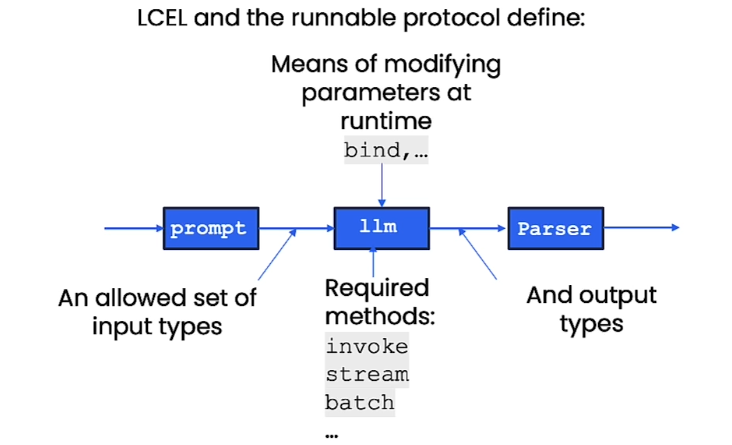 LCEL and the runnable protocol define:
Means of modifying
parameters at
runtime
bind,…
prompt
llm
Parser
An allowed set of
input types
Required
methods:
invoke
stream
batch
…
And output
types